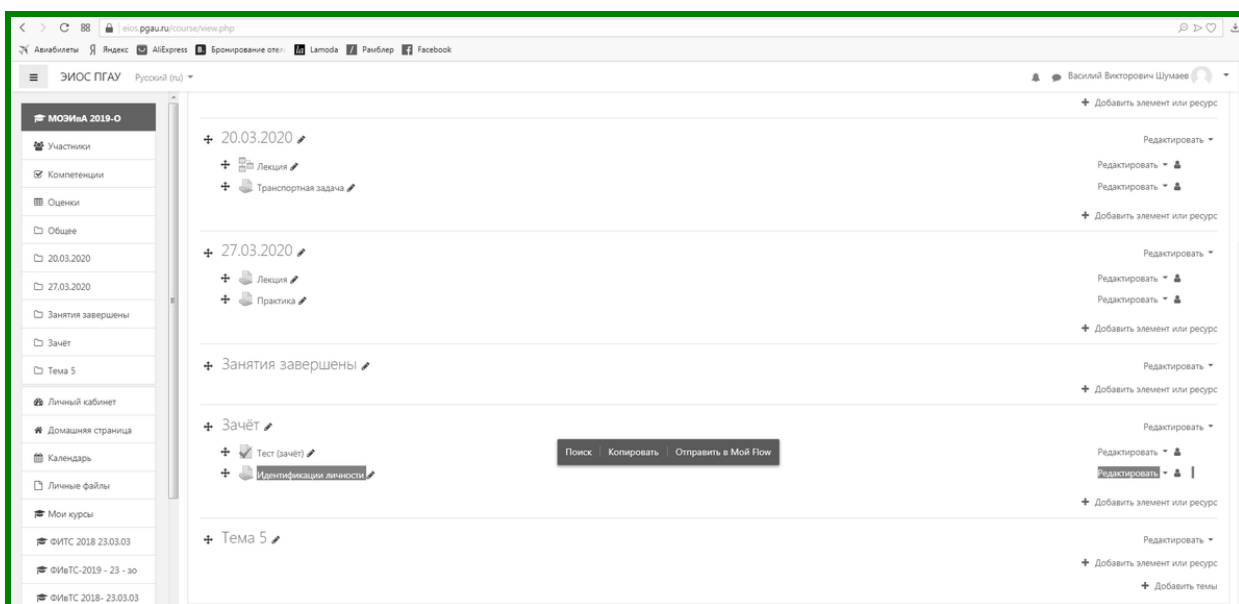 eios.pgau.ru/course/view.php
Авиабилеты Яндекс AliExpress Бронирование отел Lamoda Рамблер Facebook
ЭИОС ПГАУ Русский (ru) Василий Викторович Шумаев
МОЭИвА 2019-О
Участники
Компетенции
Оценки
Общее
20.03.2020
27.03.2020
Занятия завершены
Зачёт
Тема 5
Личный кабинет
Домашняя страница
Календарь
Личные файлы
Мои курсы
ФИТС 2018 23.03.03
ФИвТС-2019 - 23 - зо
ФИвТС 2018- 23.03.03
Добавить элемент или ресурс
20.03.2020 Редактировать
Лекция Редактировать
Транспортная задача Редактировать
Добавить элемент или ресурс
27.03.2020 Редактировать
Лекция Редактировать
Практика Редактировать
Добавить элемент или ресурс
Занятия завершены Редактировать
Добавить элемент или ресурс
Зачёт Редактировать
Тест (зачёт) Поиск Копировать Отправить в Мой Flow Редактировать
Идентификации личности Редактировать
Добавить элемент или ресурс
Тема 5 Редактировать
Добавить элемент или ресурс
Добавить темы